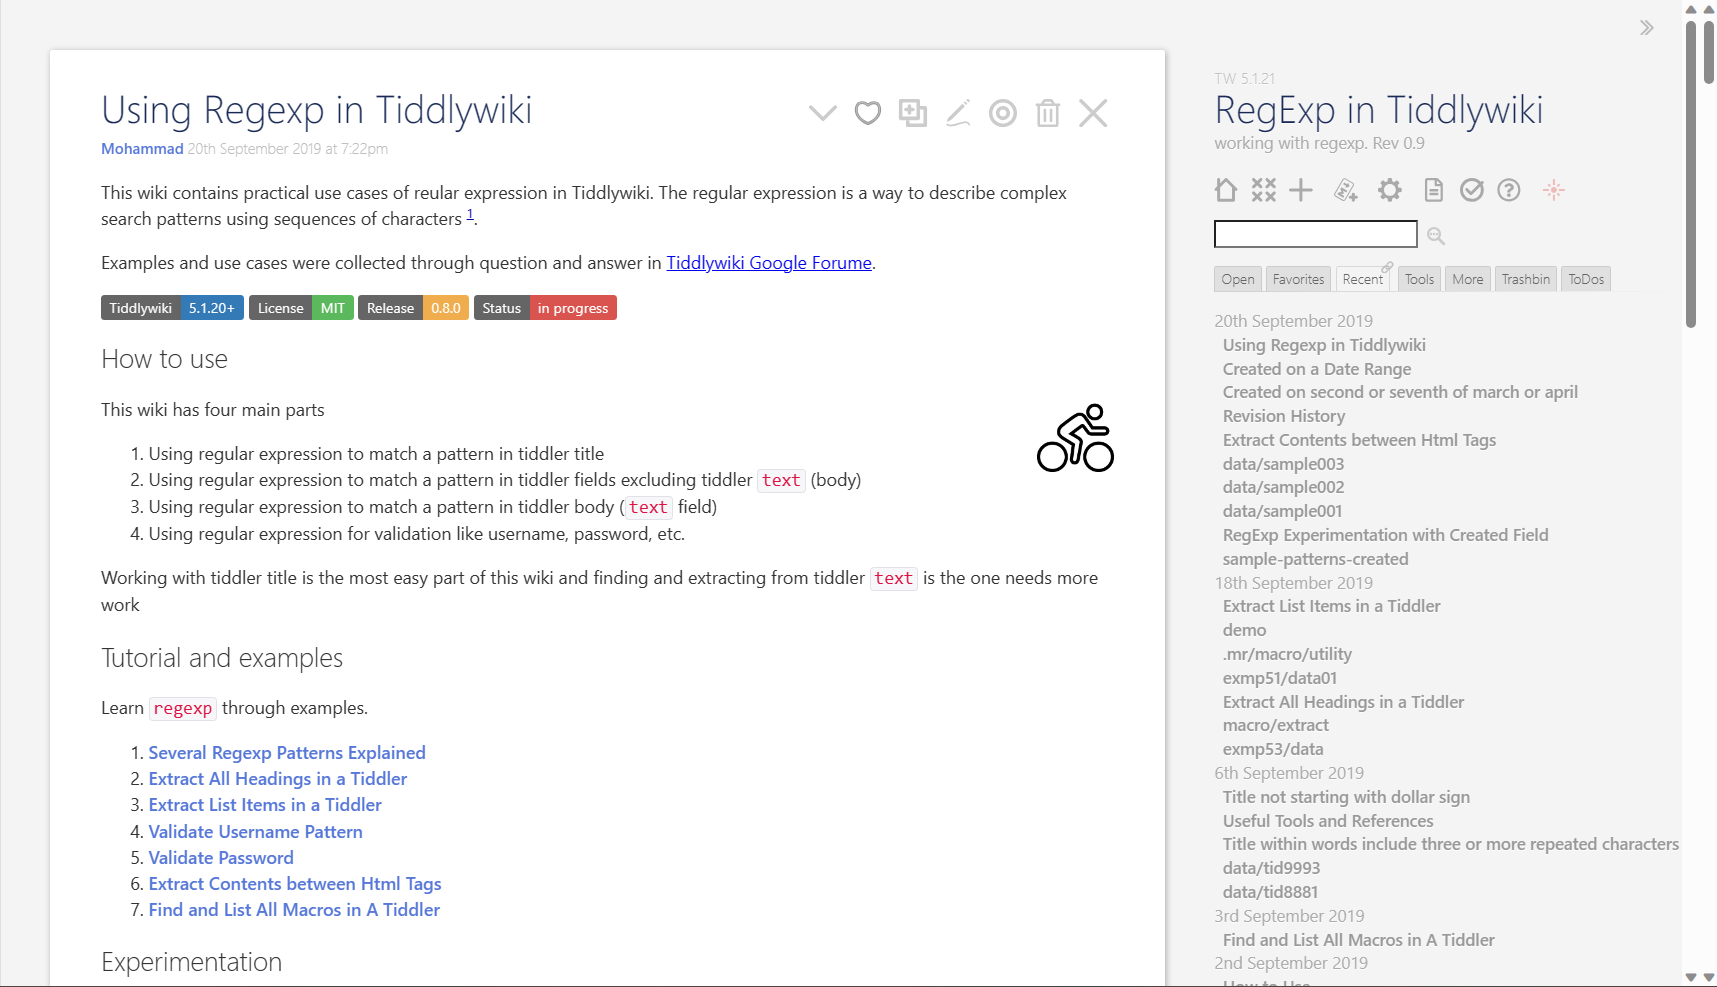 Using Regexp in Tiddlywiki
Mohammad 20th September 2019 at 7:22pm
This wiki contains practical use cases of reular expression in Tiddlywiki. The regular expression is a way to describe complex
search patterns using sequences of characters 1.
Examples and use cases were collected through question and answer in Tiddlywiki Google Forume.
Tiddlywiki 5.1.20+ License MIT Release 0.8.0 Status in progress
How to use
This wiki has four main parts
1. Using regular expression to match a pattern in tiddler title
2. Using regular expression to match a pattern in tiddler fields excluding tiddler text (body)
3. Using regular expression to match a pattern in tiddler body (text field)
4. Using regular expression for validation like username, password, etc.
Working with tiddler title is the most easy part of this wiki and finding and extracting from tiddler text is the one needs more
work
Tutorial and examples
Learn regexp through examples.
1. Several Regexp Patterns Explained
2. Extract All Headings in a Tiddler
3. Extract List Items in a Tiddler
4. Validate Username Pattern
5. Validate Password
6. Extract Contents between Html Tags
7. Find and List All Macros in A Tiddler
Experimentation
TW 5.1.21
RegExp in Tiddlywiki
working with regexp. Rev 0.9
Open Favorites Recent Tools More Trashbin ToDos
20th September 2019
Using Regexp in Tiddlywiki
Created on a Date Range
Created on second or seventh of march or april
Revision History
Extract Contents between Html Tags
data/sample003
data/sample002
data/sample001
RegExp Experimentation with Created Field
sample-patterns-created
18th September 2019
Extract List Items in a Tiddler
demo
.mr/macro/utility
exmp51/data01
Extract All Headings in a Tiddler
macro/extract
exmp53/data
6th September 2019
Title not starting with dollar sign
Useful Tools and References
Title within words include three or more repeated characters
data/tid9993
data/tid8881
3rd September 2019
Find and List All Macros in A Tiddler
2nd September 2019
How to Use